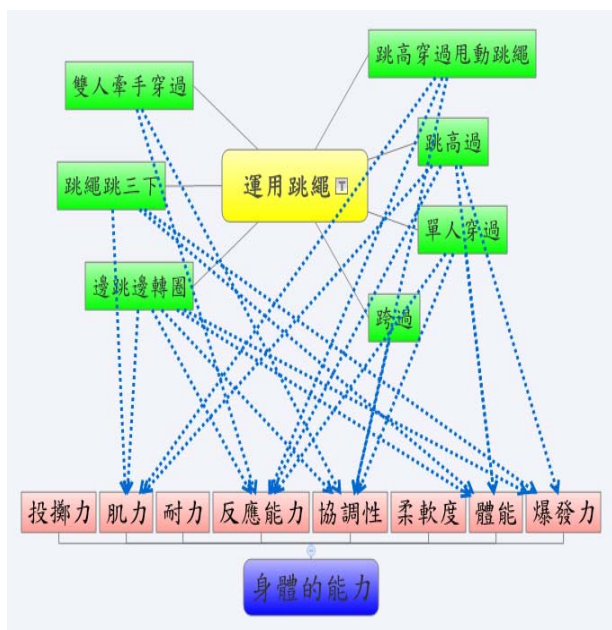 跳高穿過甩動跳繩
雙人牽手穿過
跳高過
運用跳繩
T
跳繩跳三下
單人穿過
邊跳邊轉圈
跨過
投擲力
肌力
耐力
反應能力
協調性
柔軟度
體能
爆發力
身體的能力